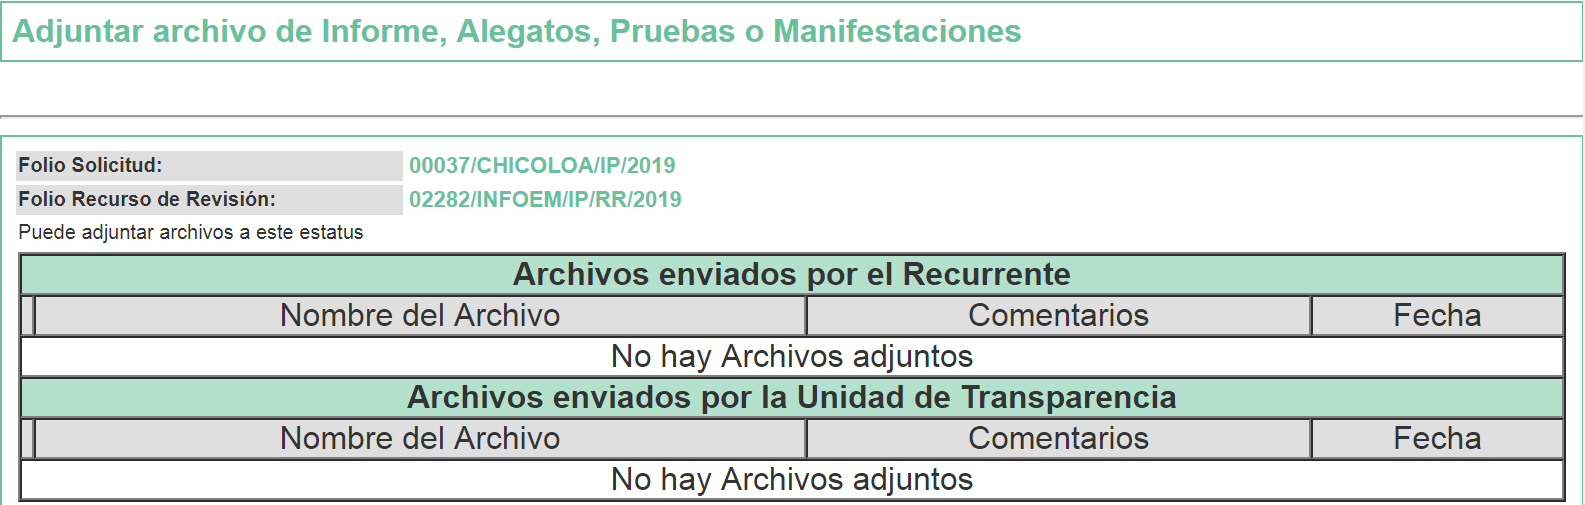 Adjuntar archivo de Informe, Alegatos, Pruebas o Manifestaciones
Folio Solicitud: 00037/CHICOLOA/IP/2019
Folio Recurso de Revisión: 02282/INFOEM/IP/RR/2019
Puede adjuntar archivos a este estatus
Archivos enviados por el Recurrente
Nombre del Archivo Comentarios Fecha
No hay Archivos adjuntos
Archivos enviados por la Unidad de Transparencia
Nombre del Archivo Comentarios Fecha
No hay Archivos adjuntos